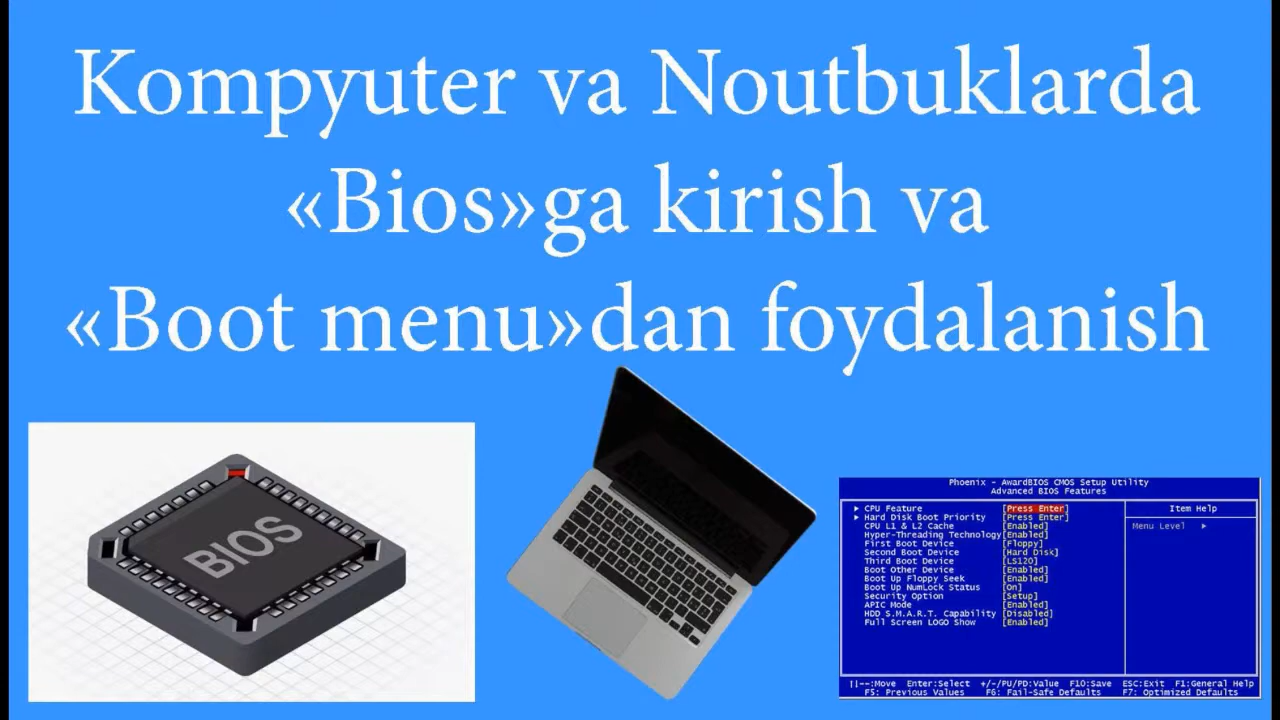 Kompyuter va Noutbuklarda
«Bios»ga kirish va
«Boot menu»dan foydalanish
BIOS
Phoenix - AwardBIOS CMOS Setup Utility
Advanced BIOS Features
CPU Feature [Press Enter]
Hard Disk Boot Priority [Press Enter]
CPU L1 & L2 Cache [Enabled]
Hyper-Threading Technology[Enabled]
First Boot Device [Floppy]
Second Boot Device [Hard Disk]
Third Boot Device [LS120]
Boot Other Device [Enabled]
Boot Up Floppy Seek [Enabled]
Boot Up NumLock Status [On]
Security Option [Setup]
APIC Mode [Enabled]
HDD S.M.A.R.T. Capability [Disabled]
Full Screen LOGO Show [Enabled]
Item Help
Menu Level ▶
↑↓→←:Move Enter:Select +/-/PU/PD:Value F10:Save ESC:Exit F1:General Help
F5: Previous Values F6: Fail-Safe Defaults F7: Optimized Defaults